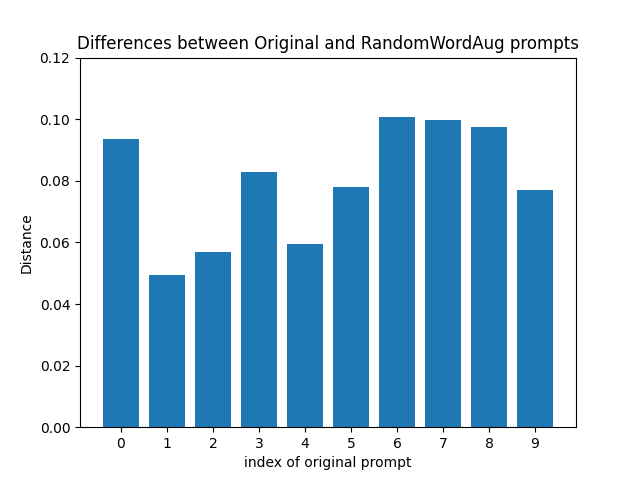 Differences between Original and RandomWordAug prompts
0.12
0.10
0.08
0.06
0.04
0.02
0.00
Distance
0 1 2 3 4 5 6 7 8 9
index of original prompt